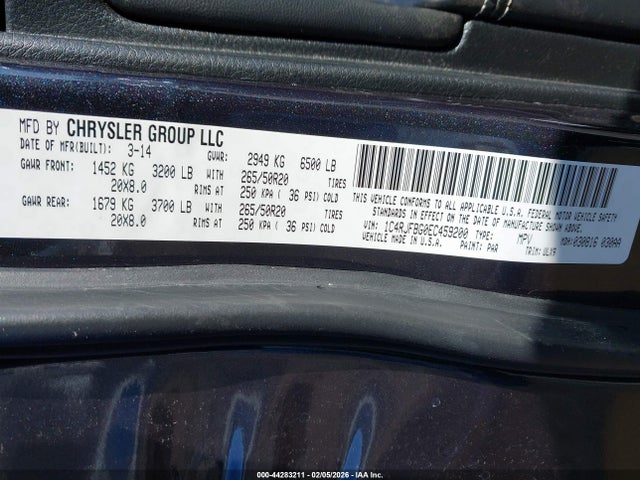 MFD BY CHRYSLER GROUP LLC
DATE OF MFR(BUILT): 3-14 GVWR: 2949 KG 6500 LB
GAWR FRONT: 1452 KG 3200 LB WITH 265/50R20
20X8.0 RIMS AT 250 KPA ( 36 PSI) COLD
GAWR REAR: 1679 KG 3700 LB WITH 265/50R20
20X8.0 RIMS AT 250 KPA ( 36 PSI) COLD
THIS VEHICLE CONFORMS TO ALL APPLICABLE U.S.A. FEDERAL MOTOR VEHICLE SAFETY
STANDARDS IN EFFECT ON THE DATE OF MANUFACTURE SHOWN ABOVE.
VIN: 1C4RJFBG0EC459200 TYPE: MPV MDH: 030816 030AA
VEHICLE MADE IN U.S.A. PAINT: PAR TRIM: ULX9
000-44283211 - 02/05/2026 - IAA Inc.